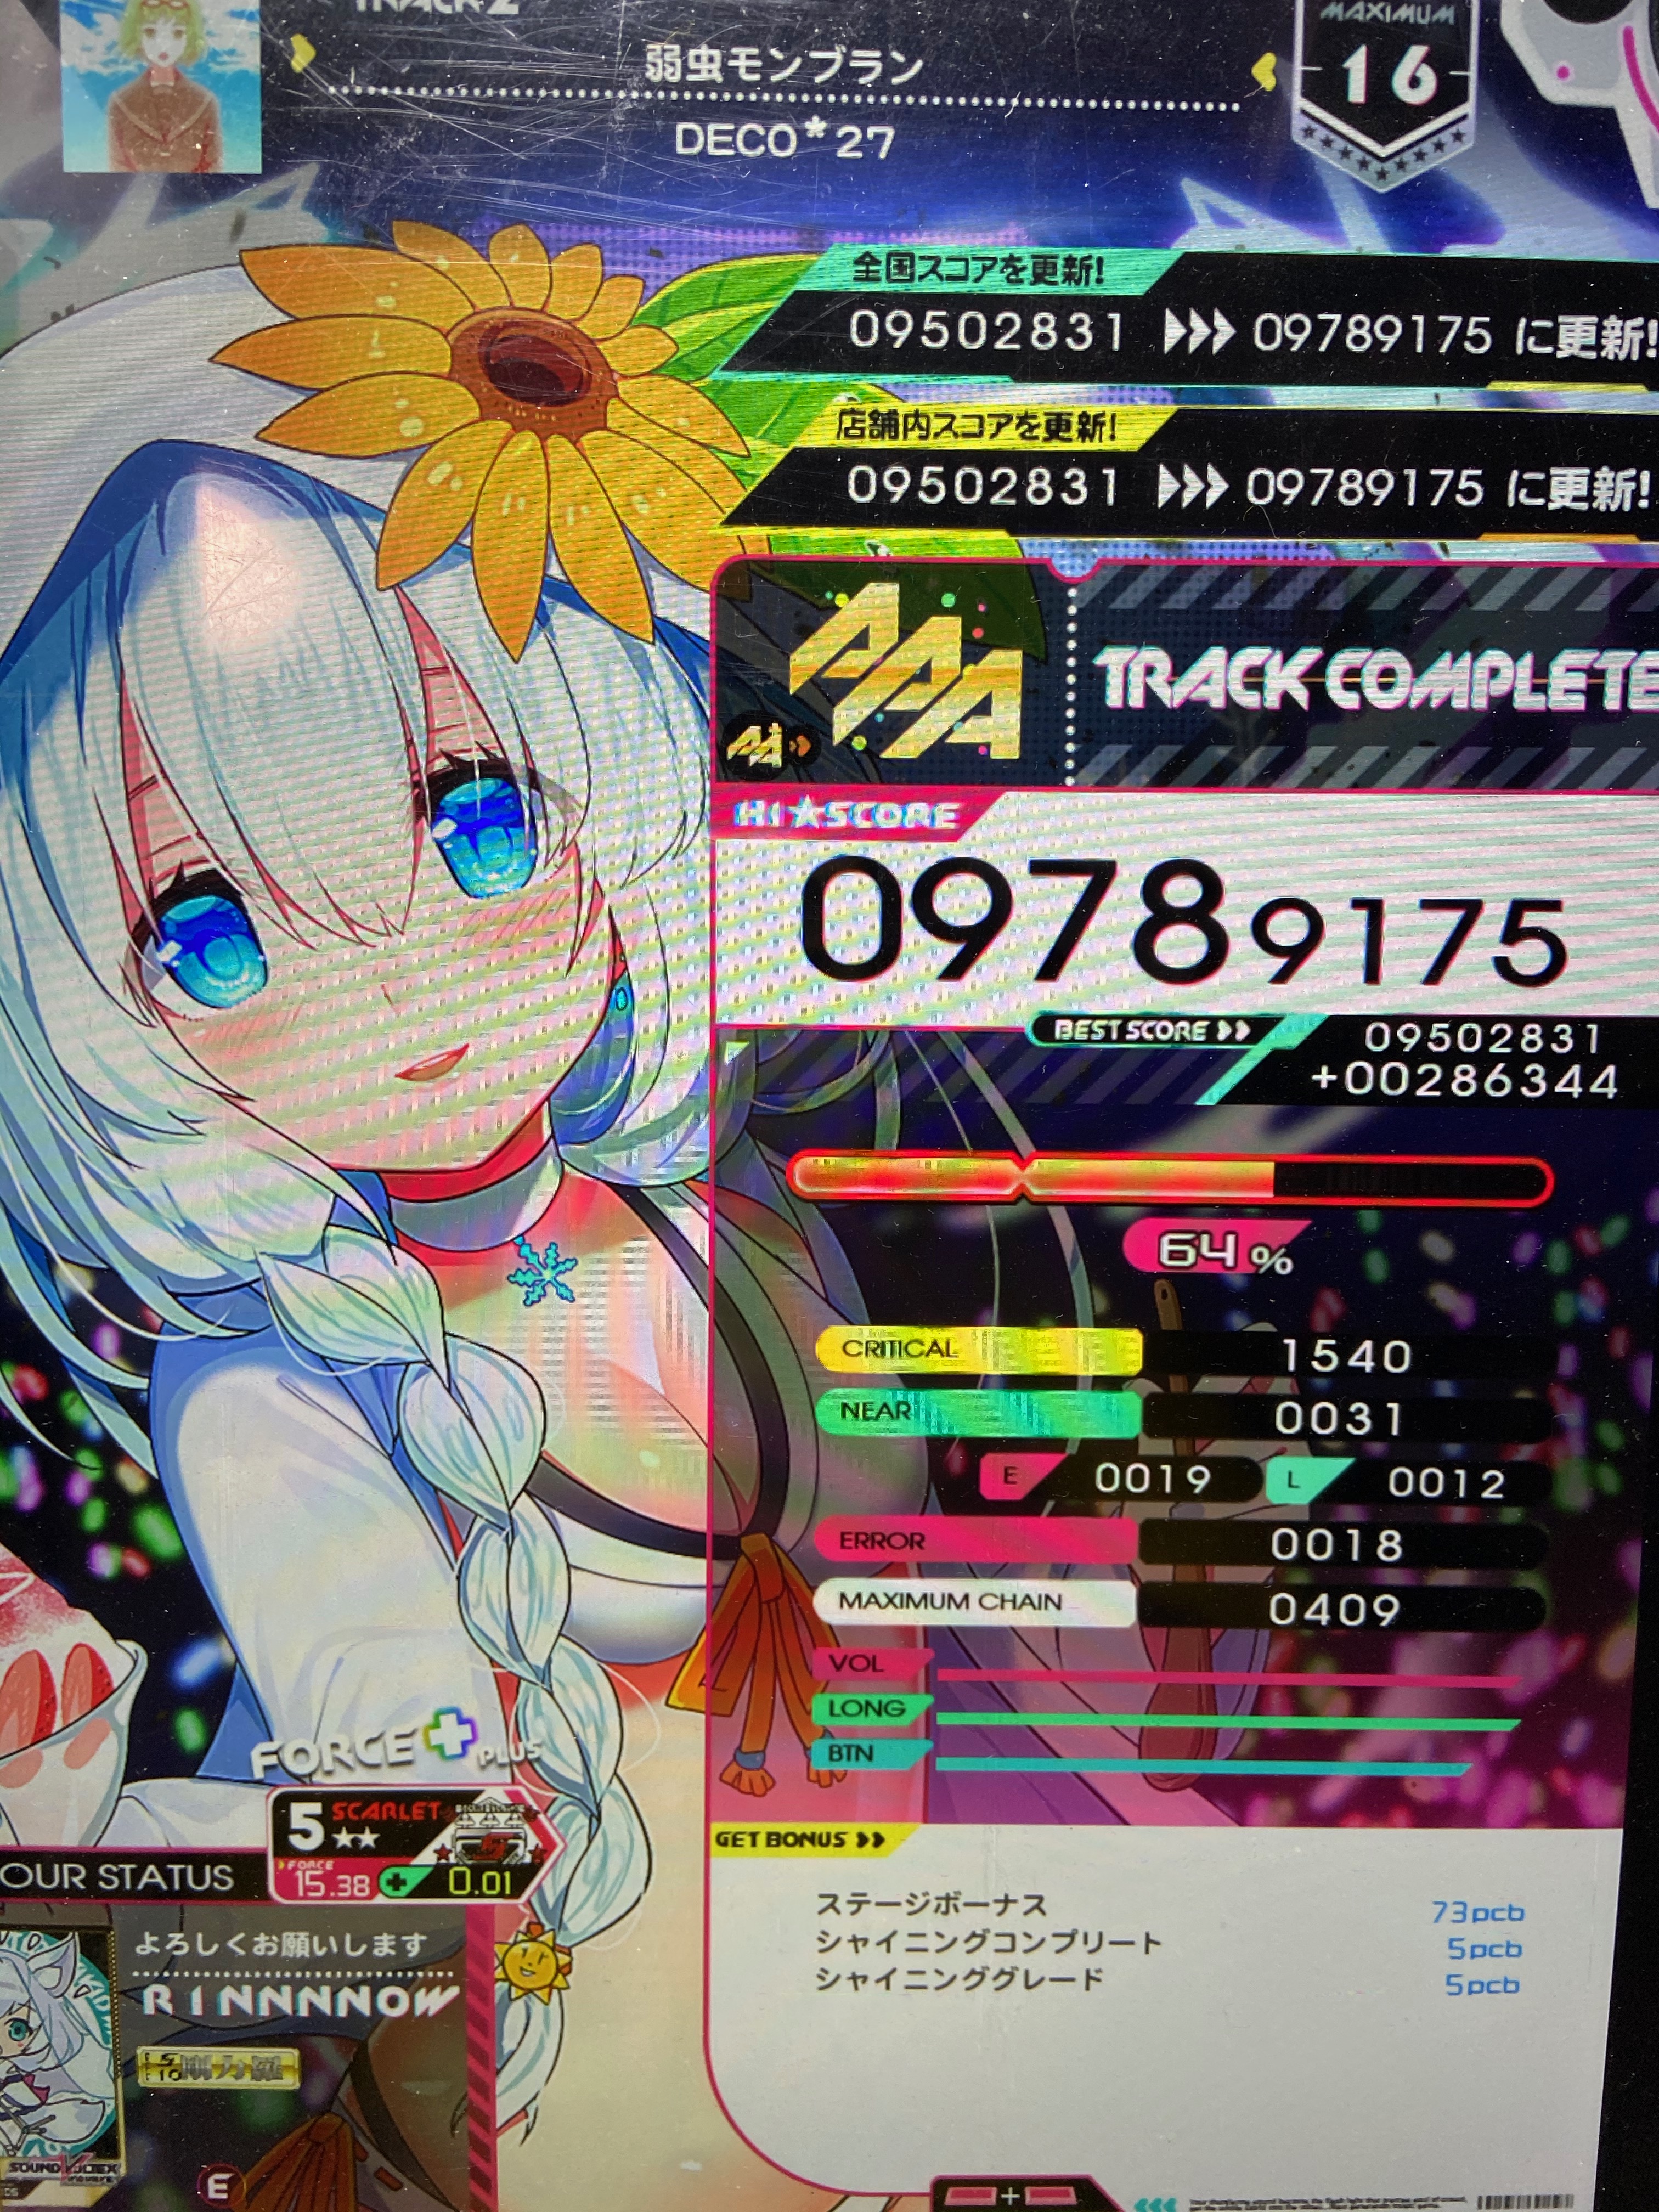 TRACK 2
弱虫モンブラン
DECO*27
MAXIMUM
16
全国スコアを更新!
09502831 09789175 に更新!
店舗内スコアを更新!
09502831 09789175 に更新!
AAA
AA+
TRACK COMPLETE
HI★SCORE
09789175
BEST SCORE
09502831
+00286344
64%
CRITICAL 1540
NEAR 0031
E 0019 L 0012
ERROR 0018
MAXIMUM CHAIN 0409
VOL
LONG
BTN
FORCE PLUS
5 SCARLET
★★
FORCE
15.38 + 0.01
OUR STATUS
よろしくお願いします
RINNNNOW
GET BONUS
ステージボーナス 73pcb
シャイニングコンプリート 5pcb
シャイニンググレード 5pcb
E